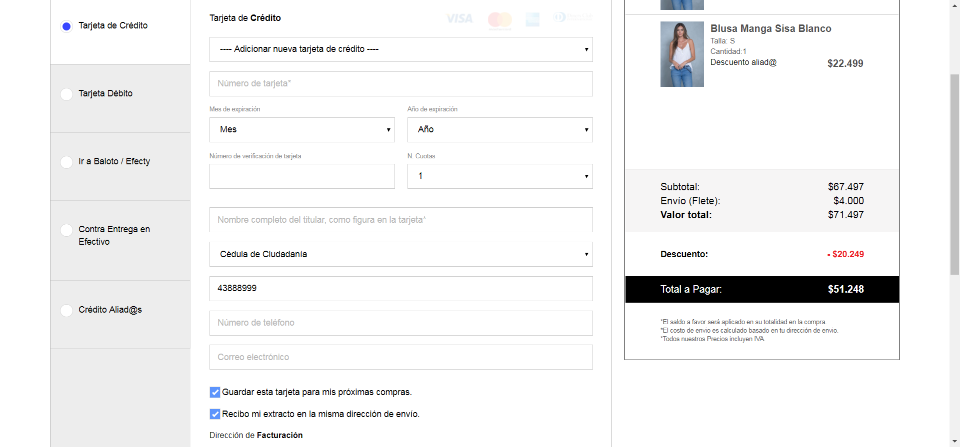 Tarjeta de Crédito
Tarjeta Débito
Ir a Baloto / Efecty
Contra Entrega en
Efectivo
Crédito Aliad@s
Tarjeta de Crédito
VISA
---- Adicionar nueva tarjeta de crédito ----
Número de tarjeta*
Mes de expiración
Año de expiración
Mes
Año
Número de verificación de tarjeta
N. Cuotas
1
Nombre completo del titular, como figura en la tarjeta*
Cédula de Ciudadanía
43888999
Número de teléfono
Correo electrónico
Guardar esta tarjeta para mis próximas compras.
Recibo mi extracto en la misma dirección de envío.
Dirección de Facturación
Blusa Manga Sisa Blanco
Talla: S
Cantidad:1
Descuento aliad@ $22.499
Subtotal: $67.497
Envío (Flete): $4.000
Valor total: $71.497
Descuento: - $20.249
Total a Pagar: $51.248
*El saldo a favor será aplicado en su totalidad en la compra
*El costo de envio es calculado basado en tu dirección de envio.
*Todos nuestros Precios incluyen IVA